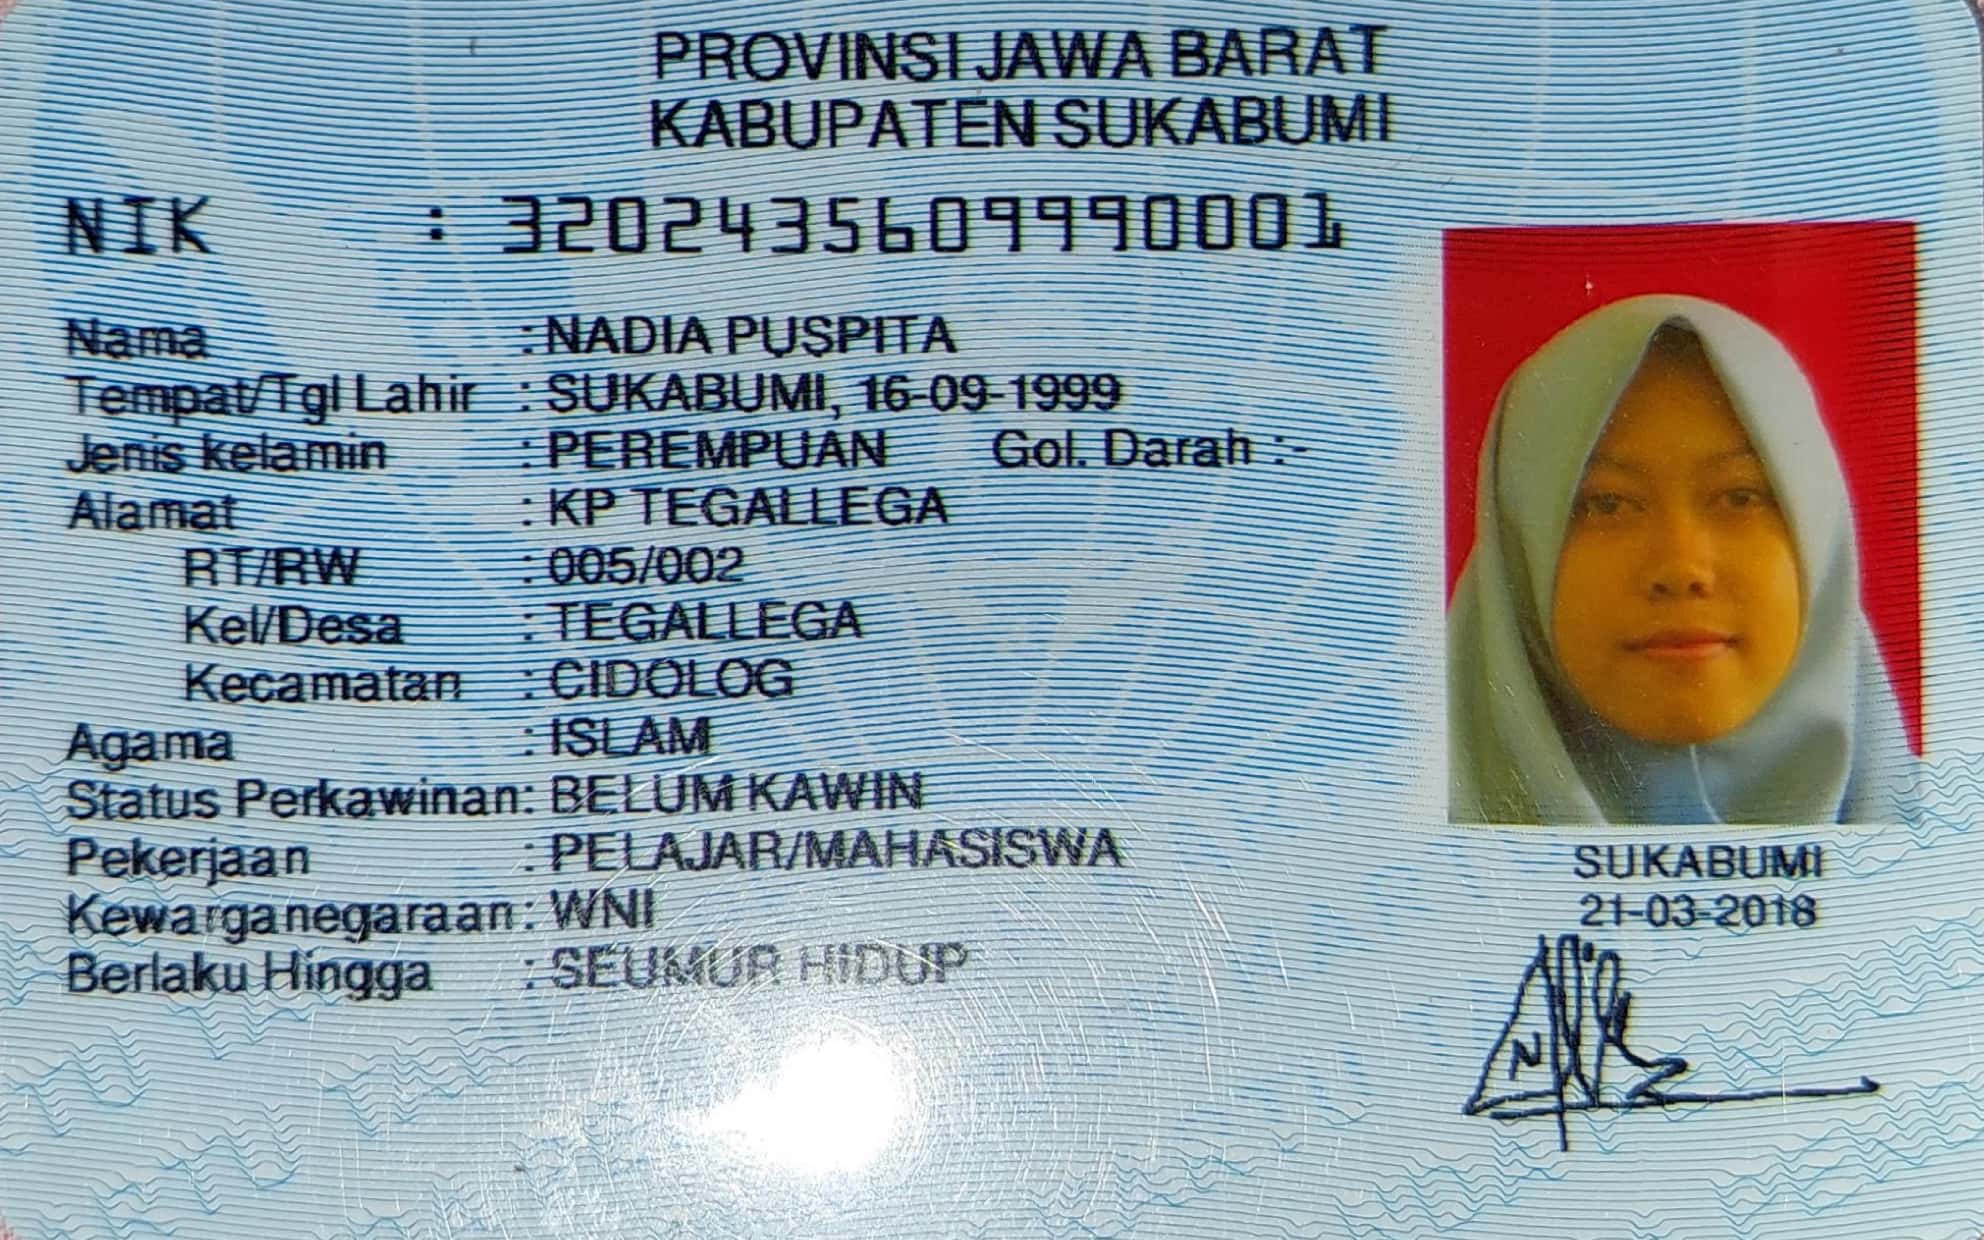 PROVINSI JAWA BARAT
KABUPATEN SUKABUMI
NIK : 3202435609990001
Nama : NADIA PUSPITA
Tempat/Tgl Lahir : SUKABUMI, 16-09-1999
Jenis kelamin : PEREMPUAN Gol. Darah :-
Alamat : KP TEGALLEGA
RT/RW : 005/002
Kel/Desa : TEGALLEGA
Kecamatan : CIDOLOG
Agama : ISLAM
Status Perkawinan: BELUM KAWIN
Pekerjaan : PELAJAR/MAHASISWA
Kewarganegaraan: WNI
Berlaku Hingga : SEUMUR HIDUP
SUKABUMI
21-03-2018